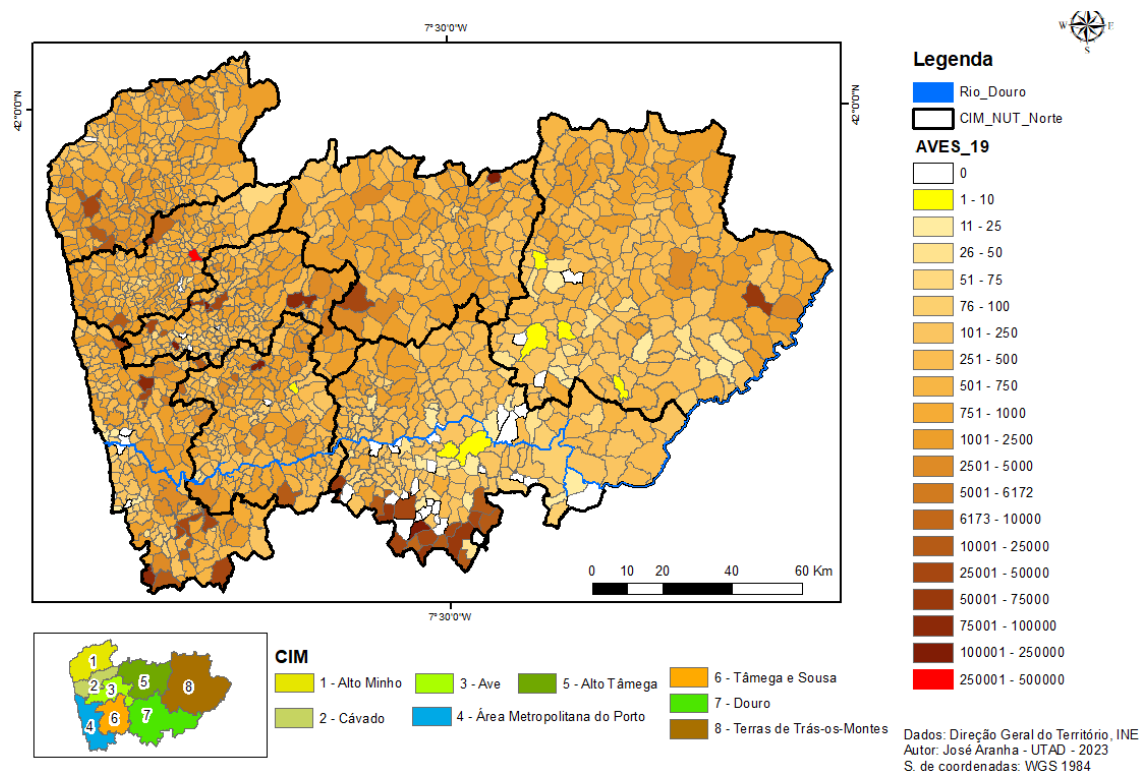 7°30'0"W
N
W E
S
42°0'0"N
42°0'0"N
Legenda
Rio_Douro
CIM_NUT_Norte
AVES_19
0
1 - 10
11 - 25
26 - 50
51 - 75
76 - 100
101 - 250
251 - 500
501 - 750
751 - 1000
1001 - 2500
2501 - 5000
5001 - 6172
6173 - 10000
10001 - 25000
25001 - 50000
50001 - 75000
75001 - 100000
100001 - 250000
250001 - 500000
0 10 20 40 60 Km
7°30'0"W
1
2
3
4
5
6
7
8
CIM
1 - Alto Minho
2 - Cávado
3 - Ave
4 - Área Metropolitana do Porto
5 - Alto Tâmega
6 - Tâmega e Sousa
7 - Douro
8 - Terras de Trás-os-Montes
Dados: Direção Geral do Território, INE
Autor: José Aranha - UTAD - 2023
S. de coordenadas: WGS 1984